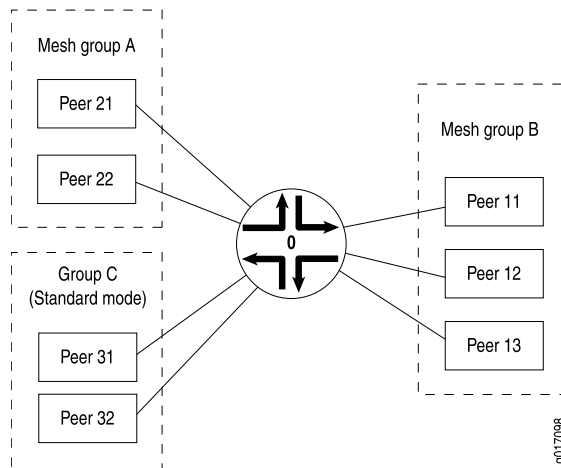 Mesh group A
Peer 21
Peer 22
Group C
(Standard mode)
Peer 31
Peer 32
0
Mesh group B
Peer 11
Peer 12
Peer 13
g017098